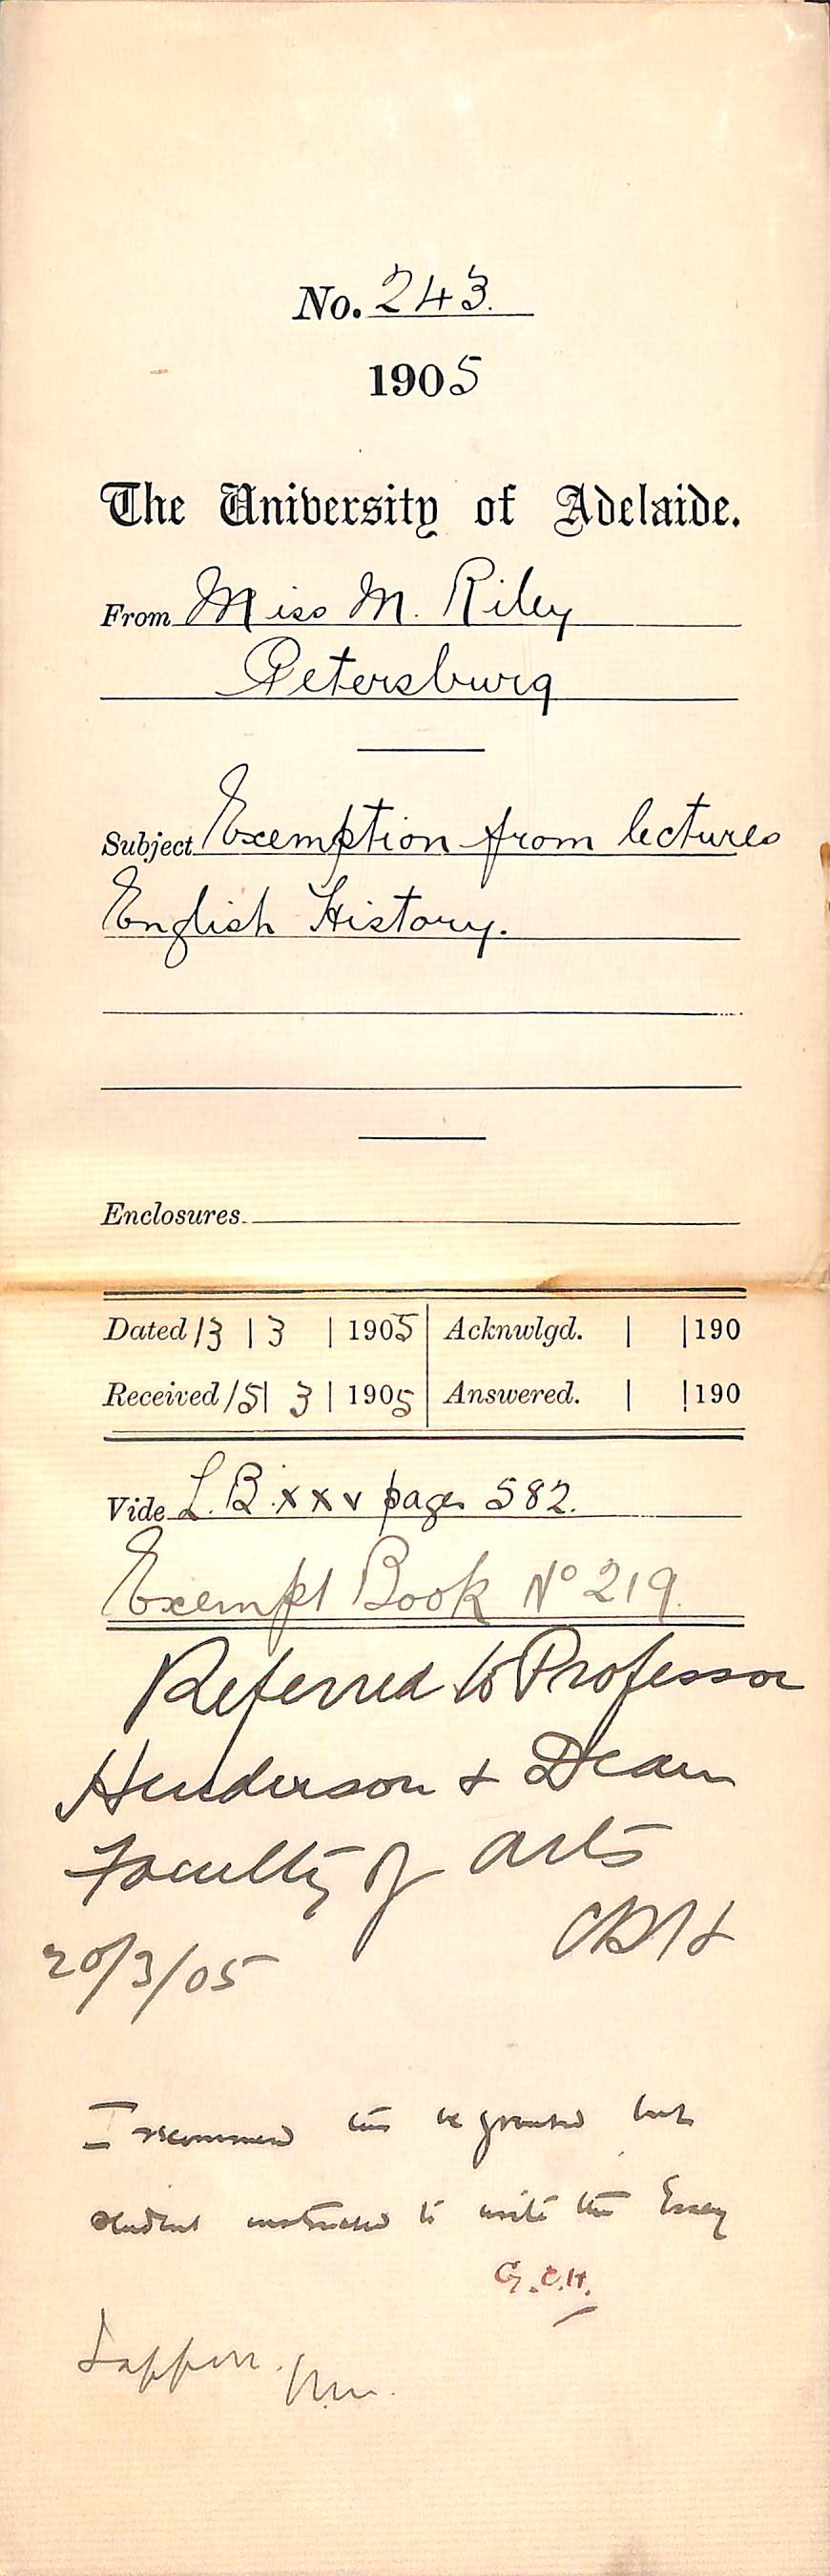 No. 243.
1905
The University of Adelaide.
From Miss M. Riley
Petersburg
Subject Exemption from lectures
English History.
Enclosures
Dated 13 | 3 | 1905 | Acknwlgd. | | 190
Received 15 | 3 | 1905 | Answered. | | 190
Vide L.B. xxv page 582.
Exempt Book No 219.
Referred to Professor
Henderson & Dean
Faculty of Arts
CRH
20/3/05
I recommend this be granted but
student instructed to write the Essay
G.C.H.
I approve.